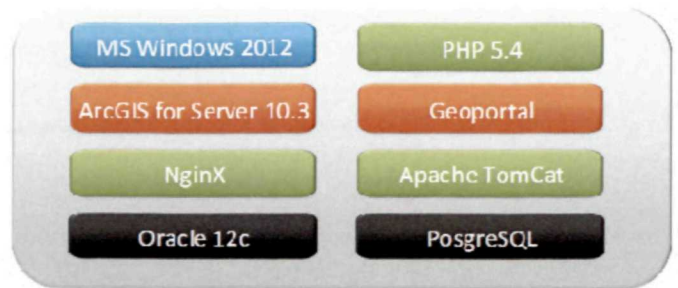 MS Windows 2012
PHP 5.4
ArcGIS for Server 10.3
Geoportal
NginX
Apache TomCat
Oracle 12c
PosgreSQL